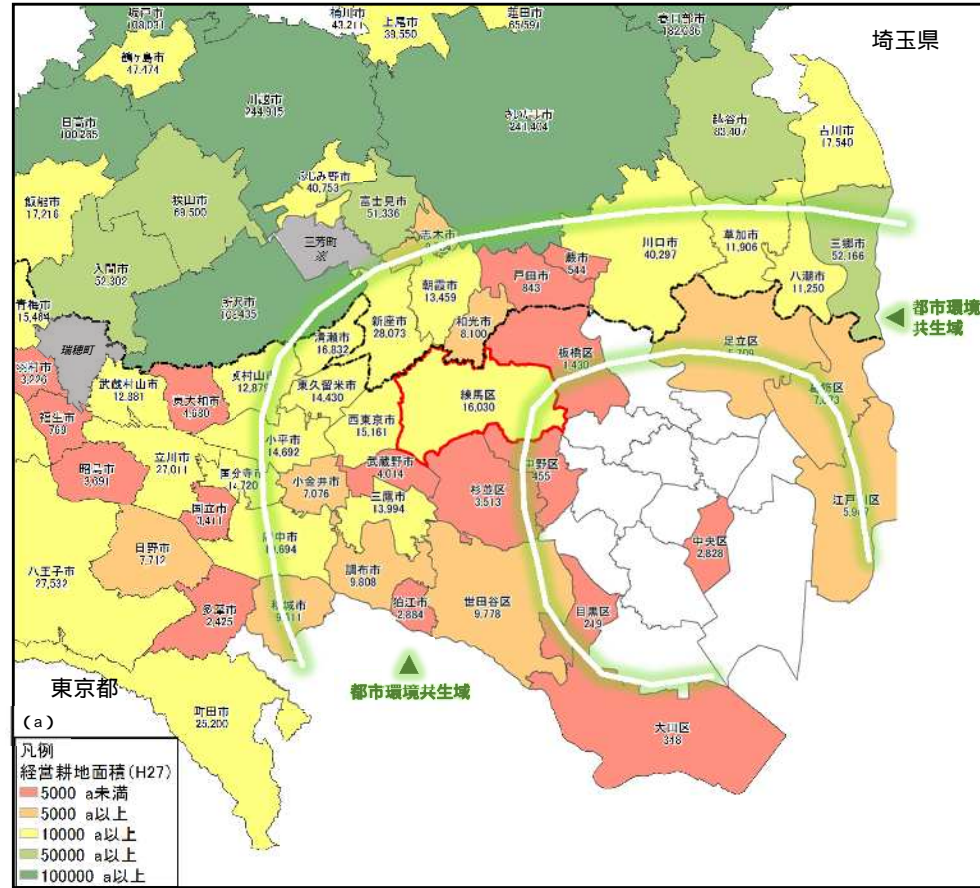 桶川市
43,211
上尾市
38,550
蓮田市
65,591
春日部市
埼玉県
鶴ヶ島市
47,474
川越市
244,915
日高市
さいたま市
241,404
越谷市
83,407
吉川市
17,540
飯能市
17,216
狭山市
69,500
ふじみ野市
40,753
富士見市
51,336
志木市
三芳町
※
入間市
52,302
所沢市
青梅市
15,484
瑞穂町
朝霞市
13,459
和光市
8,100
新座市
28,073
清瀬市
16,832
戸田市
843
蕨市
544
川口市
40,297
草加市
11,906
八潮市
11,250
三郷市
52,166
都市環境
共生域
足立区
板橋区
1,430
練馬区
16,030
東久留米市
14,430
西東京市
15,161
武蔵村山市
12,881
東大和市
4,680
福生市
769
昭島市
3,691
立川市
27,011
小平市
14,692
国分寺市
小金井市
7,076
武蔵野市
4,014
三鷹市
13,994
杉並区
3,513
中野区
455
国立市
3,411
日野市
7,712
八王子市
27,532
多摩市
2,425
調布市
9,808
狛江市
2,884
世田谷区
9,778
目黒区
249
中央区
2,828
江戸川区
大田区
348
都市環境共生域
東京都
町田市
25,200
(a)
凡例
経営耕地面積(H27)
5000 a未満
5000 a以上
10000 a以上
50000 a以上
100000 a以上